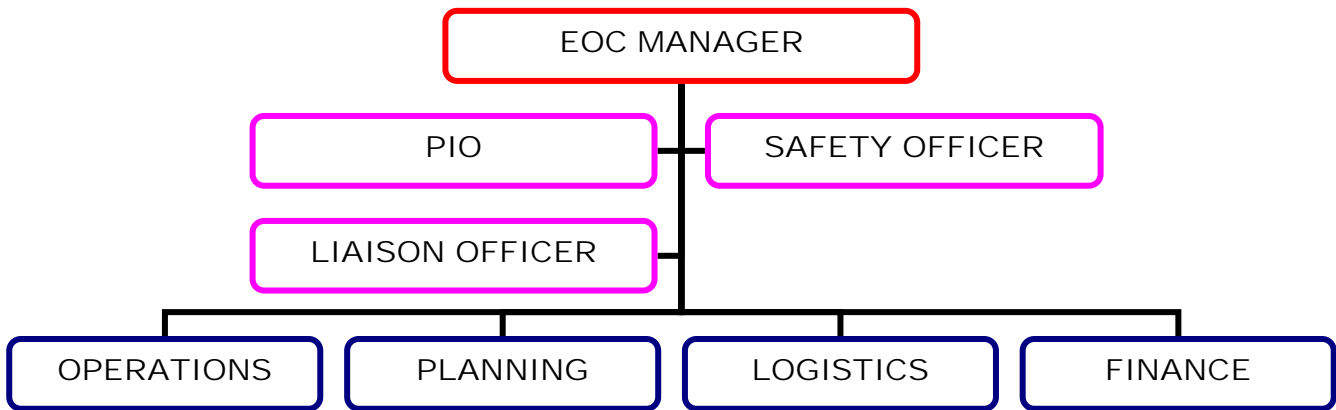 EOC MANAGER
PIO
SAFETY OFFICER
LIAISON OFFICER
OPERATIONS
PLANNING
LOGISTICS
FINANCE